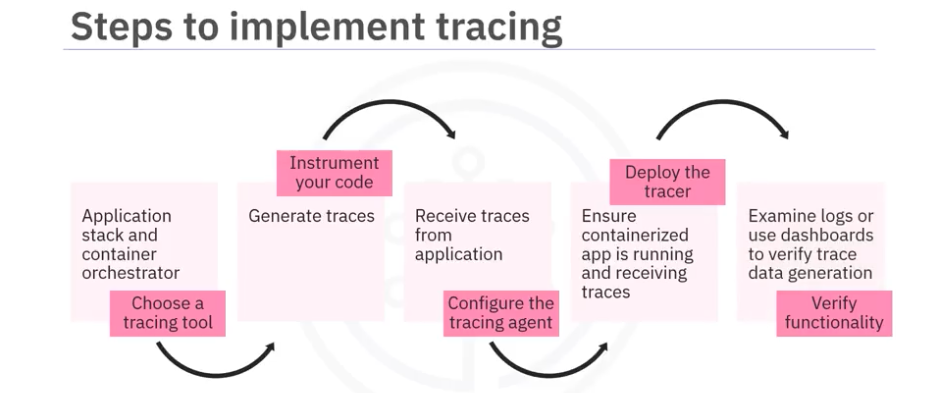 Steps to implement tracing
Application
stack and
container
orchestrator
Choose a
tracing tool
Instrument
your code
Generate traces
Receive traces
from
application
Configure the
tracing agent
Deploy the
tracer
Ensure
containerized
app is running
and receiving
traces
Examine logs or
use dashboards
to verify trace
data generation
Verify
functionality